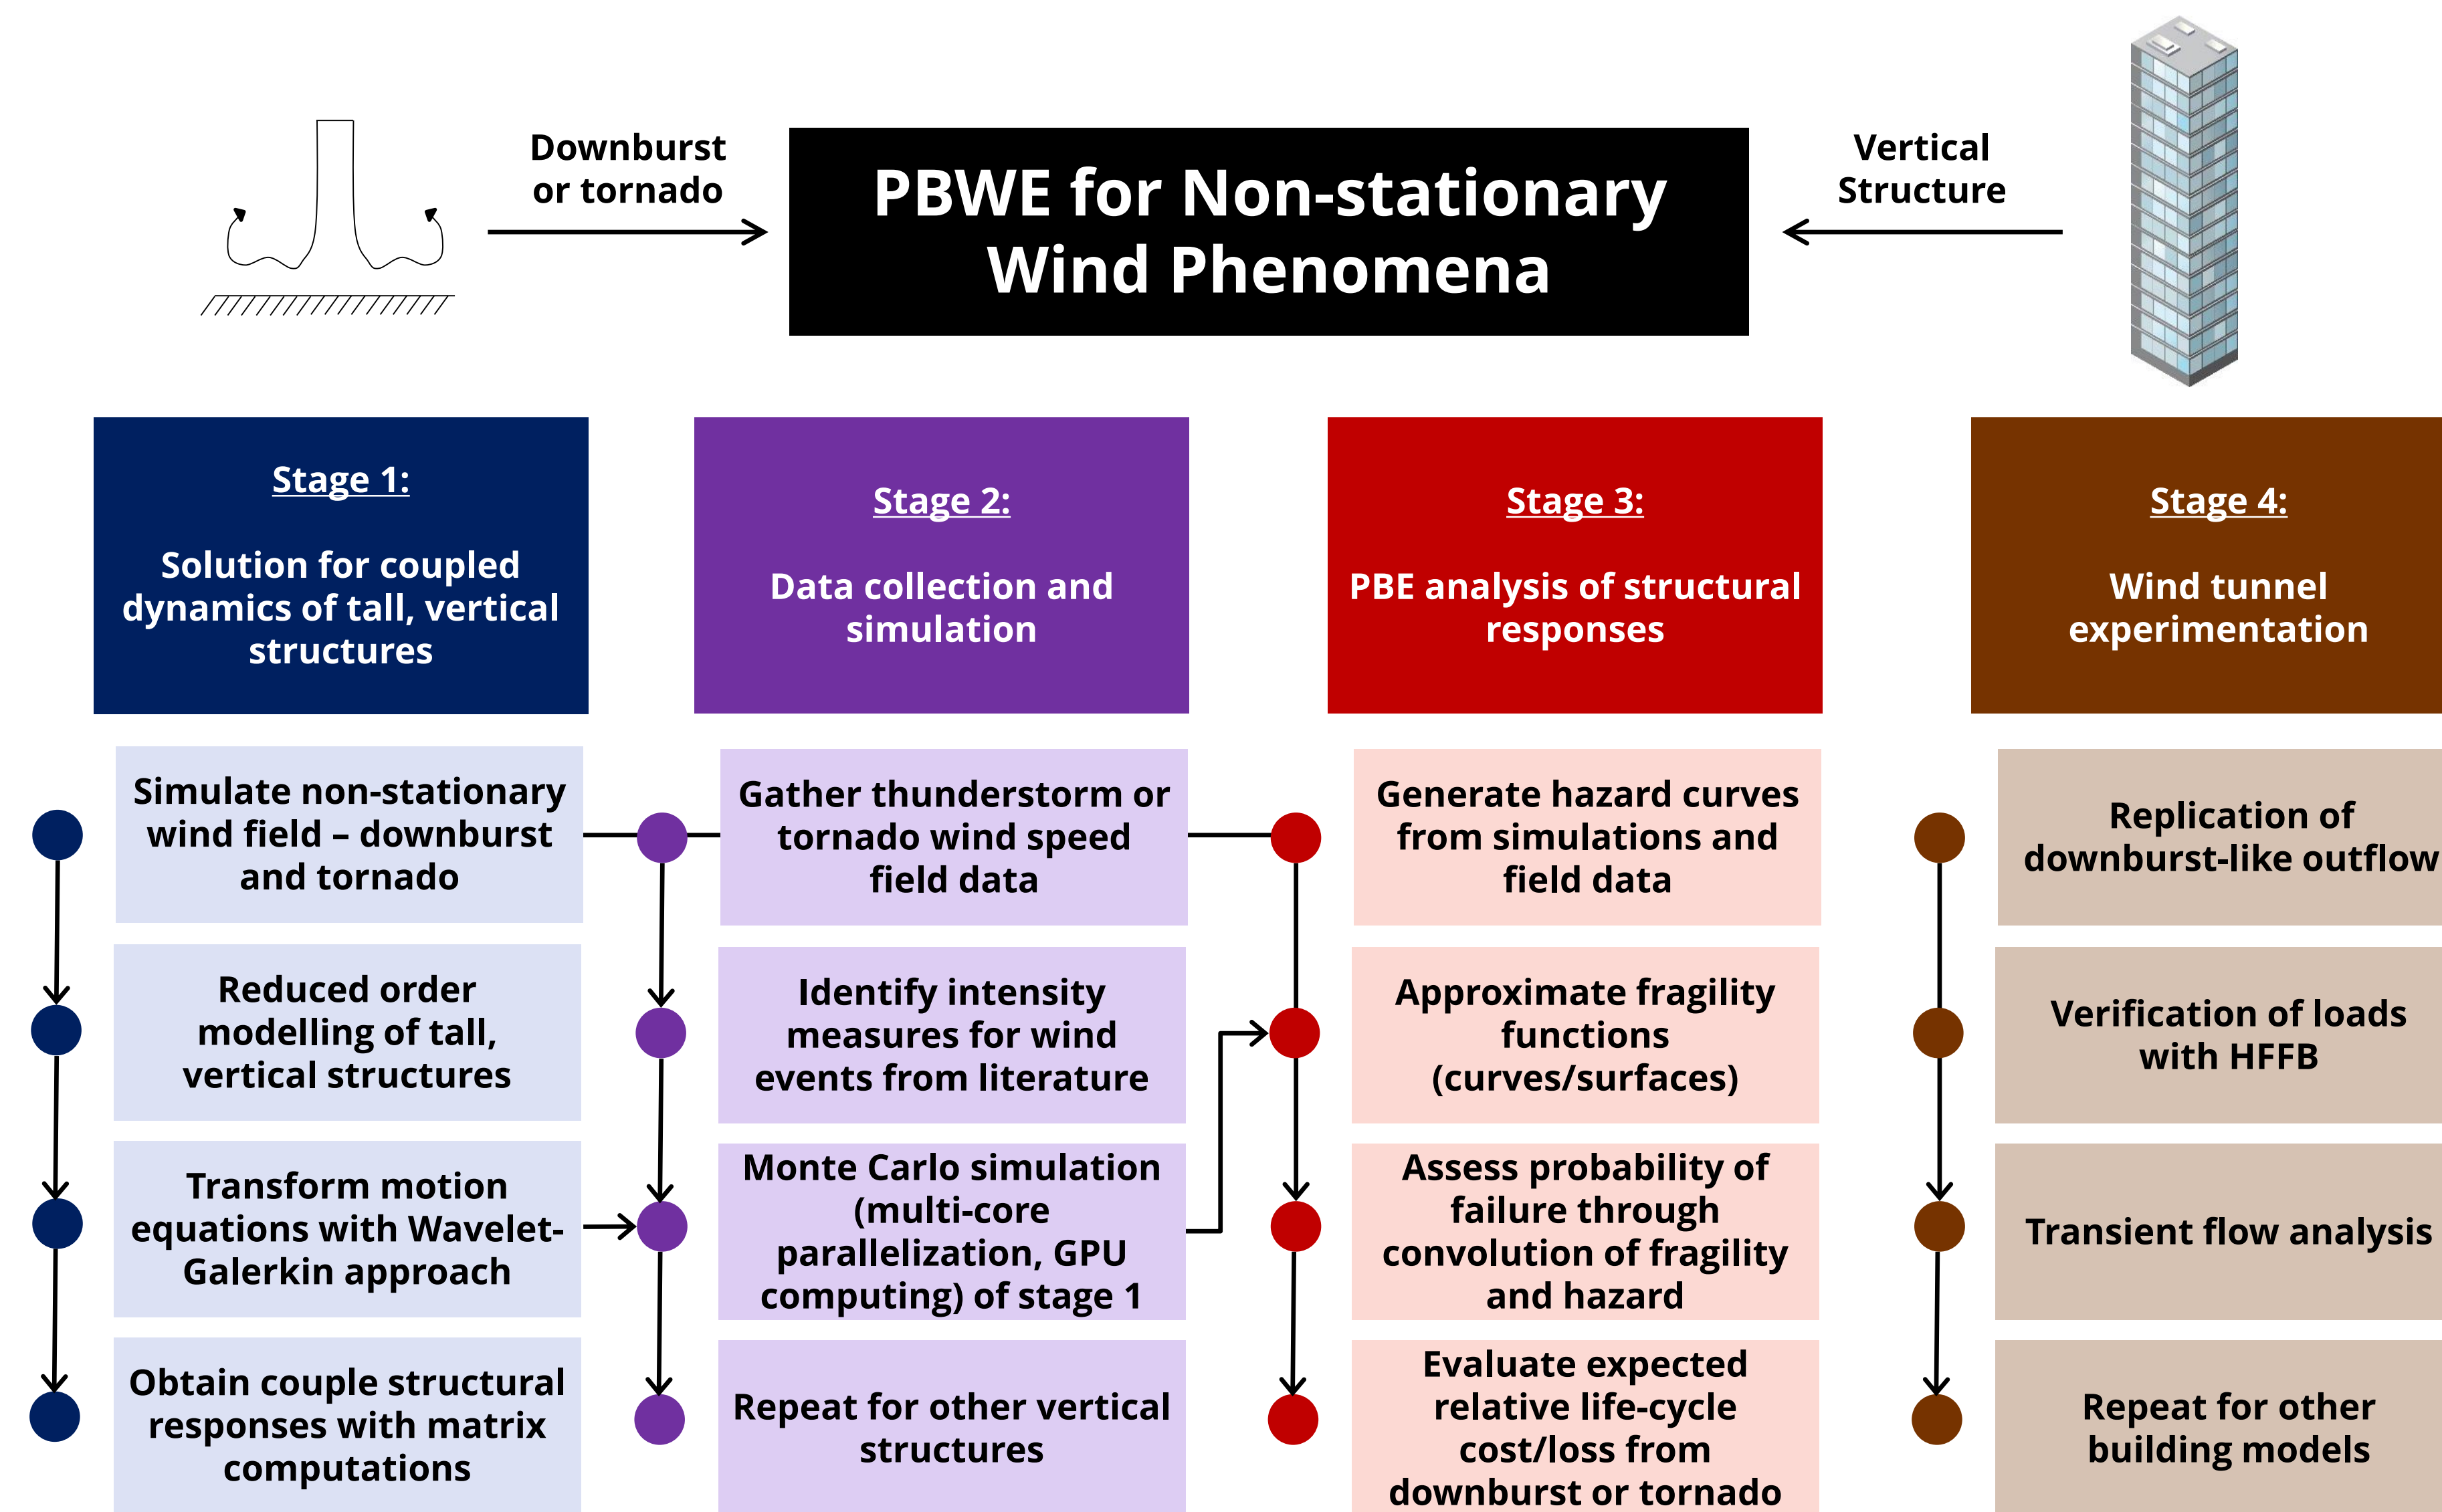 Downburst
or tornado
PBWE for Non-stationary
Wind Phenomena
Vertical
Structure
Stage 1:
Solution for coupled
dynamics of tall, vertical
structures
Stage 2:
Data collection and
simulation
Stage 3:
PBE analysis of structural
responses
Stage 4:
Wind tunnel
experimentation
Simulate non-stationary
wind field – downburst
and tornado
Reduced order
modelling of tall,
vertical structures
Transform motion
equations with Wavelet-
Galerkin approach
Obtain couple structural
responses with matrix
computations
Gather thunderstorm or
tornado wind speed
field data
Identify intensity
measures for wind
events from literature
Monte Carlo simulation
(multi-core
parallelization, GPU
computing) of stage 1
Repeat for other vertical
structures
Generate hazard curves
from simulations and
field data
Approximate fragility
functions
(curves/surfaces)
Assess probability of
failure through
convolution of fragility
and hazard
Evaluate expected
relative life-cycle
cost/loss from
downburst or tornado
Replication of
downburst-like outflow
Verification of loads
with HFFB
Transient flow analysis
Repeat for other
building models